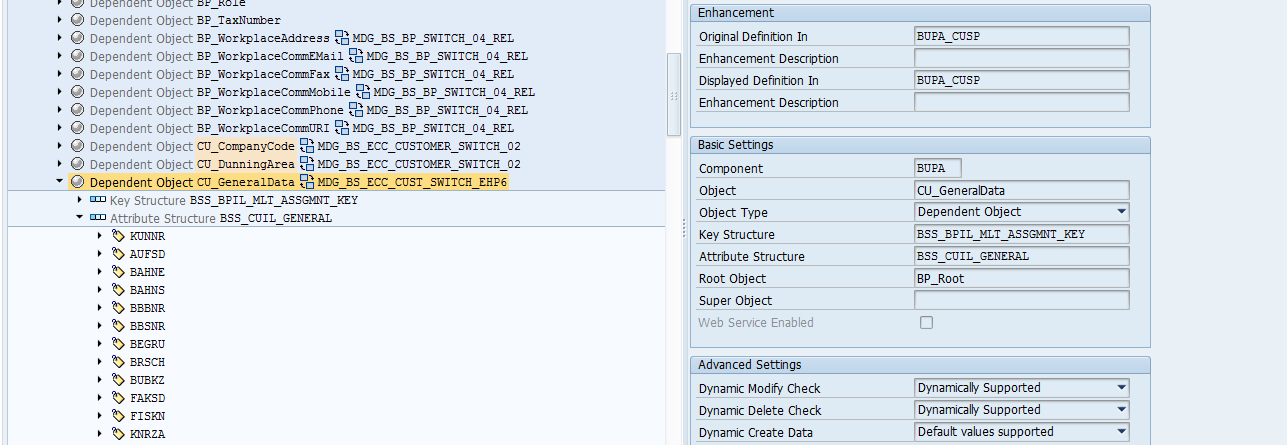 Dependent Object BP_Role
Dependent Object BP_TaxNumber
Dependent Object BP_WorkplaceAddress MDG_BS_BP_SWITCH_04_REL
Dependent Object BP_WorkplaceCommEMail MDG_BS_BP_SWITCH_04_REL
Dependent Object BP_WorkplaceCommFax MDG_BS_BP_SWITCH_04_REL
Dependent Object BP_WorkplaceCommMobile MDG_BS_BP_SWITCH_04_REL
Dependent Object BP_WorkplaceCommPhone MDG_BS_BP_SWITCH_04_REL
Dependent Object BP_WorkplaceCommURI MDG_BS_BP_SWITCH_04_REL
Dependent Object CU_CompanyCode MDG_BS_ECC_CUSTOMER_SWITCH_02
Dependent Object CU_DunningArea MDG_BS_ECC_CUSTOMER_SWITCH_02
Dependent Object CU_GeneralData MDG_BS_ECC_CUST_SWITCH_EHP6
Key Structure BSS_BPIL_MLT_ASSGMNT_KEY
Attribute Structure BSS_CUIL_GENERAL
KUNNR
AUFSD
BAHNE
BAHNS
BBBNR
BBSNR
BEGRU
BRSCH
BUBKZ
FAKSD
FISKN
KNRZA
Enhancement
Original Definition In BUPA_CUSP
Enhancement Description
Displayed Definition In BUPA_CUSP
Enhancement Description
Basic Settings
Component BUPA
Object CU_GeneralData
Object Type Dependent Object
Key Structure BSS_BPIL_MLT_ASSGMNT_KEY
Attribute Structure BSS_CUIL_GENERAL
Root Object BP_Root
Super Object
Web Service Enabled
Advanced Settings
Dynamic Modify Check Dynamically Supported
Dynamic Delete Check Dynamically Supported
Dynamic Create Data Default values supported